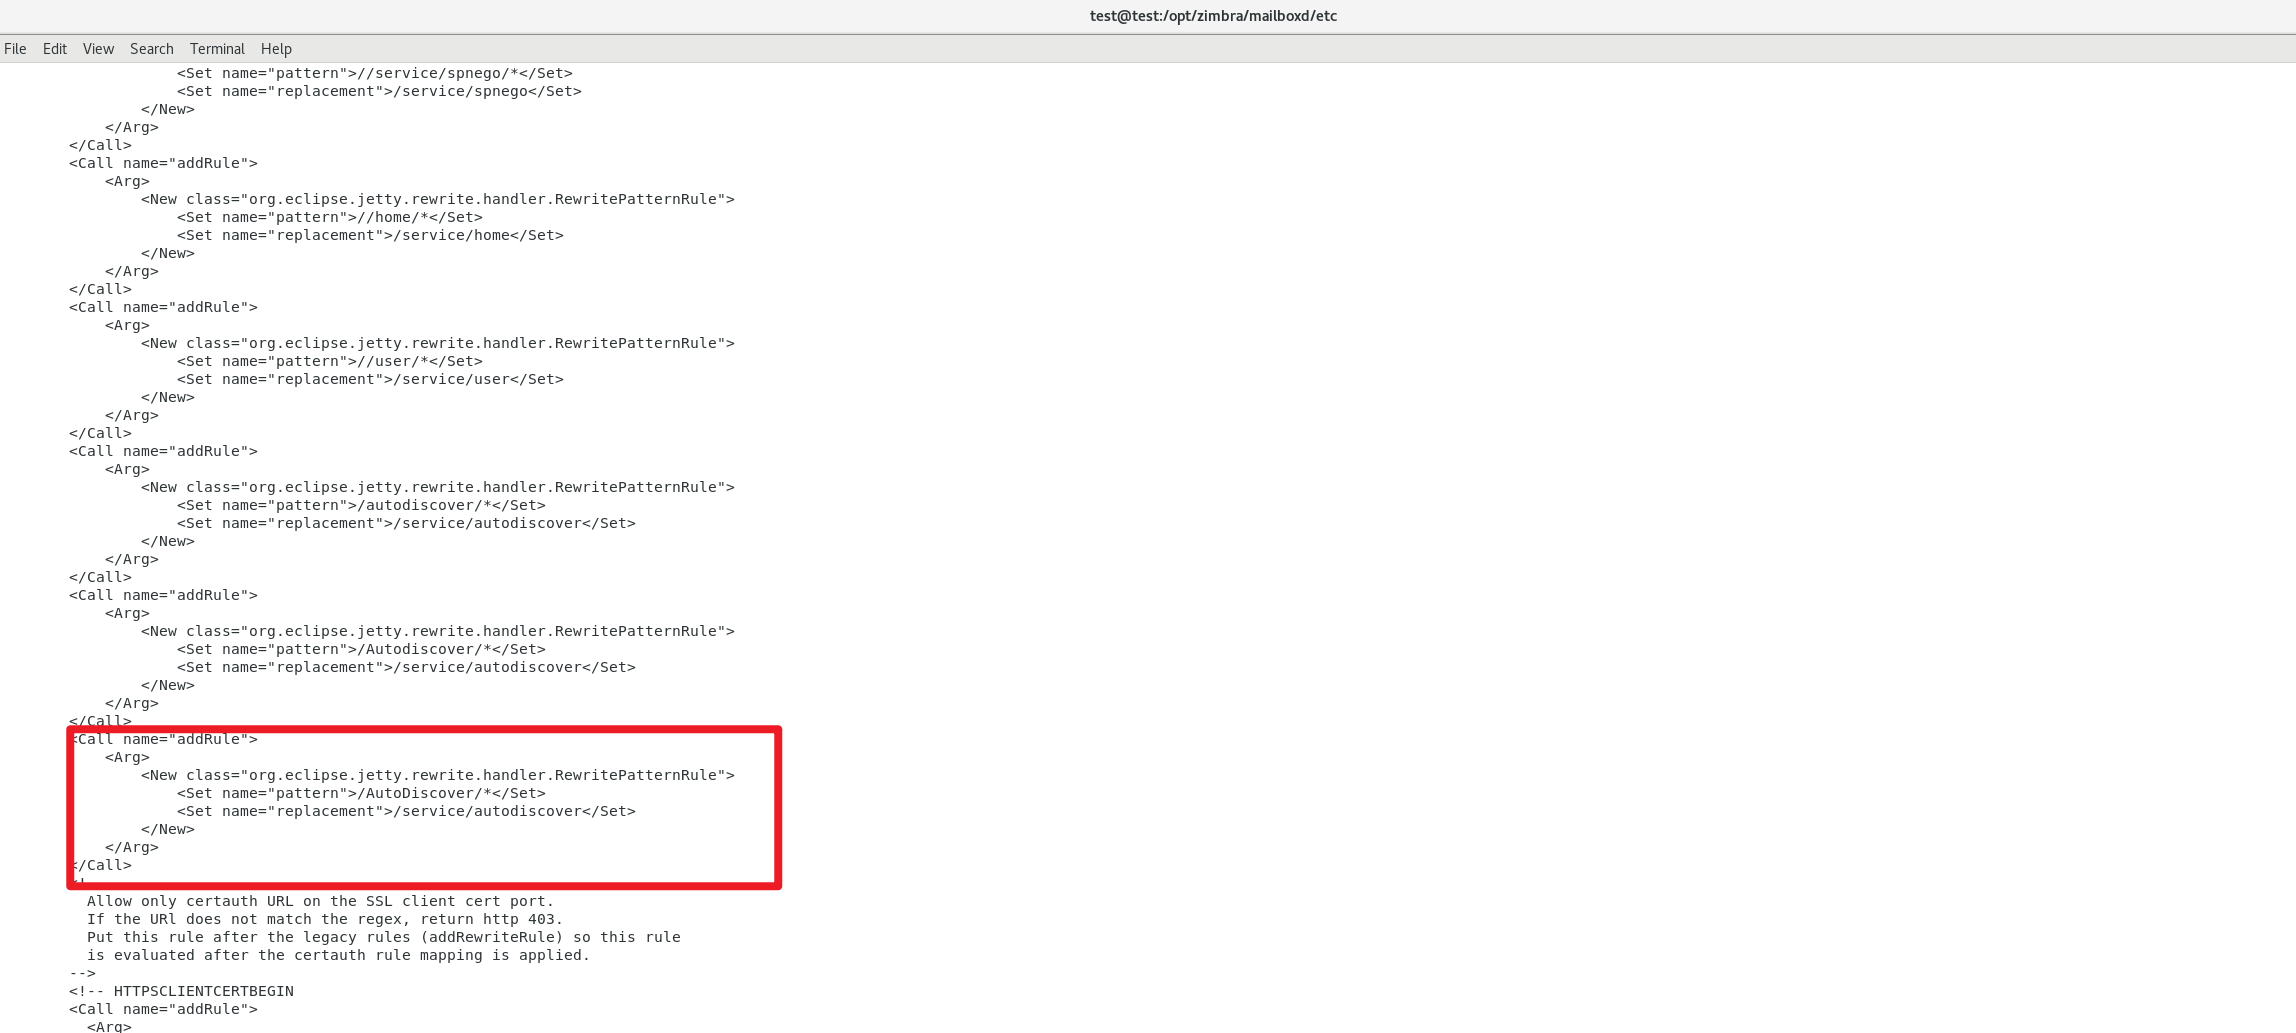 test@test:/opt/zimbra/mailboxd/etc
File Edit View Search Terminal Help
<Set name="pattern">//service/spnego/*</Set>
<Set name="replacement">/service/spnego</Set>
</New>
</Arg>
</Call>
<Call name="addRule">
<Arg>
<New class="org.eclipse.jetty.rewrite.handler.RewritePatternRule">
<Set name="pattern">//home/*</Set>
<Set name="replacement">/service/home</Set>
</New>
</Arg>
</Call>
<Call name="addRule">
<Arg>
<New class="org.eclipse.jetty.rewrite.handler.RewritePatternRule">
<Set name="pattern">//user/*</Set>
<Set name="replacement">/service/user</Set>
</New>
</Arg>
</Call>
<Call name="addRule">
<Arg>
<New class="org.eclipse.jetty.rewrite.handler.RewritePatternRule">
<Set name="pattern">/autodiscover/*</Set>
<Set name="replacement">/service/autodiscover</Set>
</New>
</Arg>
</Call>
<Call name="addRule">
<Arg>
<New class="org.eclipse.jetty.rewrite.handler.RewritePatternRule">
<Set name="pattern">/Autodiscover/*</Set>
<Set name="replacement">/service/autodiscover</Set>
</New>
</Arg>
</Call>
<Call name="addRule">
<Arg>
<New class="org.eclipse.jetty.rewrite.handler.RewritePatternRule">
<Set name="pattern">/AutoDiscover/*</Set>
<Set name="replacement">/service/autodiscover</Set>
</New>
</Arg>
</Call>
Allow only certauth URL on the SSL client cert port.
If the URl does not match the regex, return http 403.
Put this rule after the legacy rules (addRewriteRule) so this rule
is evaluated after the certauth rule mapping is applied.
-->
<!-- HTTPSCLIENTCERTBEGIN
<Call name="addRule">
<Arg>